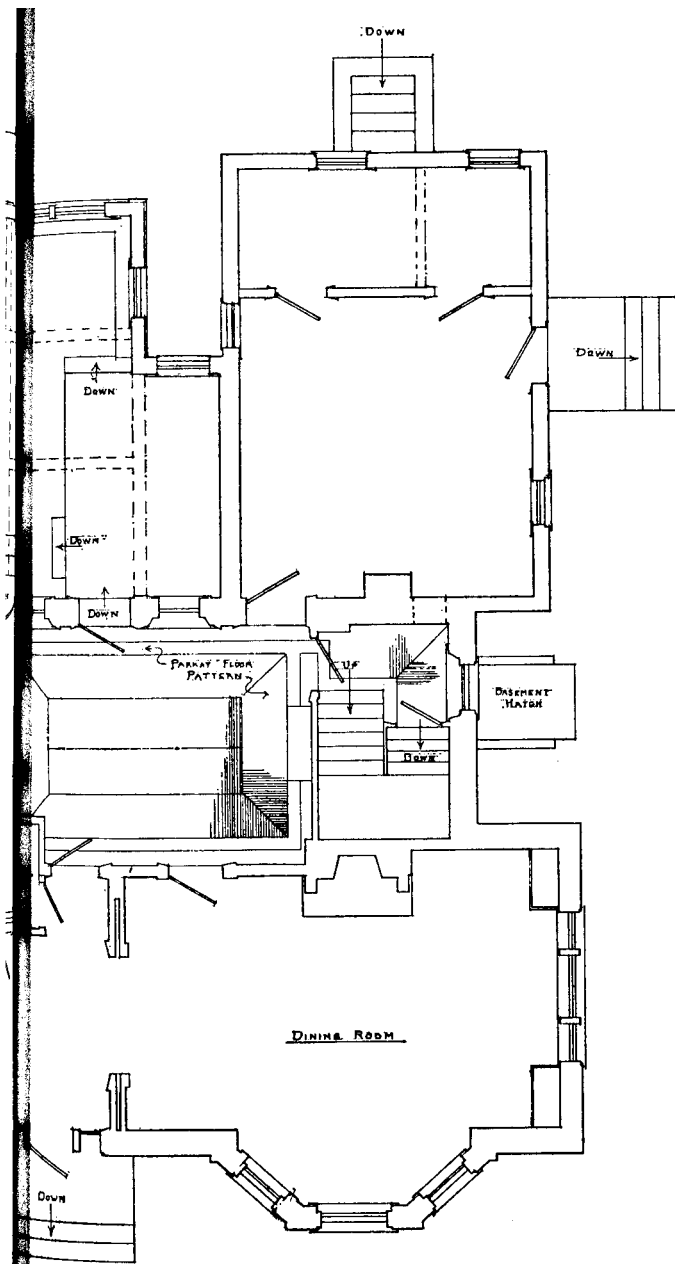 DOWN
DOWN
DOWN
DOWN
DOWN
PARKAY FLOOR
PATTERN
UP
BASEMENT
HATCH
DOWN
DINING ROOM
DOWN